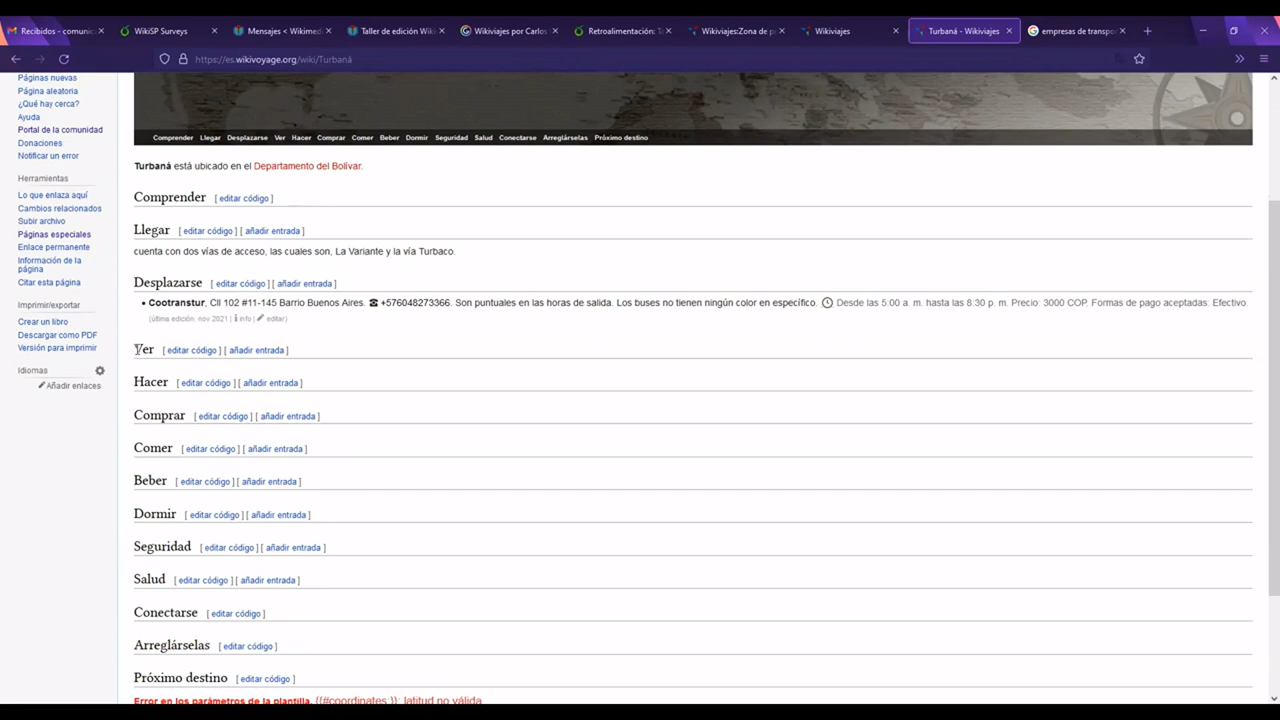 Recibidos - comunic
WikiSP Surveys
Mensajes < Wikimed
Taller de edición Wiki
Wikiviajes por Carlos
Retroalimentación: T
Wikiviajes:Zona de p
Wikiviajes
Turbaná - Wikiviajes
empresas de transpo
https://es.wikivoyage.org/wiki/Turbaná
Páginas nuevas
Página aleatoria
¿Qué hay cerca?
Ayuda
Portal de la comunidad
Donaciones
Notificar un error
Herramientas
Lo que enlaza aquí
Cambios relacionados
Subir archivo
Páginas especiales
Enlace permanente
Información de la
página
Citar esta página
Imprimir/exportar
Crear un libro
Descargar como PDF
Versión para imprimir
Idiomas
Añadir enlaces
Comprender Llegar Desplazarse Ver Hacer Comprar Comer Beber Dormir Seguridad Salud Conectarse Arreglárselas Próximo destino
Turbaná está ubicado en el Departamento del Bolívar.
Comprender [ editar código ]
Llegar [ editar código ] [ añadir entrada ]
cuenta con dos vías de acceso, las cuales son, La Variante y la vía Turbaco.
Desplazarse [ editar código ] [ añadir entrada ]
• Cootranstur, Cll 102 #11-145 Barrio Buenos Aires. ☎ +576048273366. Son puntuales en las horas de salida. Los buses no tienen ningún color en específico. Desde las 5:00 a. m. hasta las 8:30 p. m. Precio: 3000 COP. Formas de pago aceptadas: Efectivo.
(última edición: nov 2021 | info | editar)
Ver [ editar código ] [ añadir entrada ]
Hacer [ editar código ] [ añadir entrada ]
Comprar [ editar código ] [ añadir entrada ]
Comer [ editar código ] [ añadir entrada ]
Beber [ editar código ] [ añadir entrada ]
Dormir [ editar código ] [ añadir entrada ]
Seguridad [ editar código ] [ añadir entrada ]
Salud [ editar código ] [ añadir entrada ]
Conectarse [ editar código ]
Arreglárselas [ editar código ]
Próximo destino [ editar código ]
Error en los parámetros de la plantilla. {{#coordinates:}}: latitud no válida